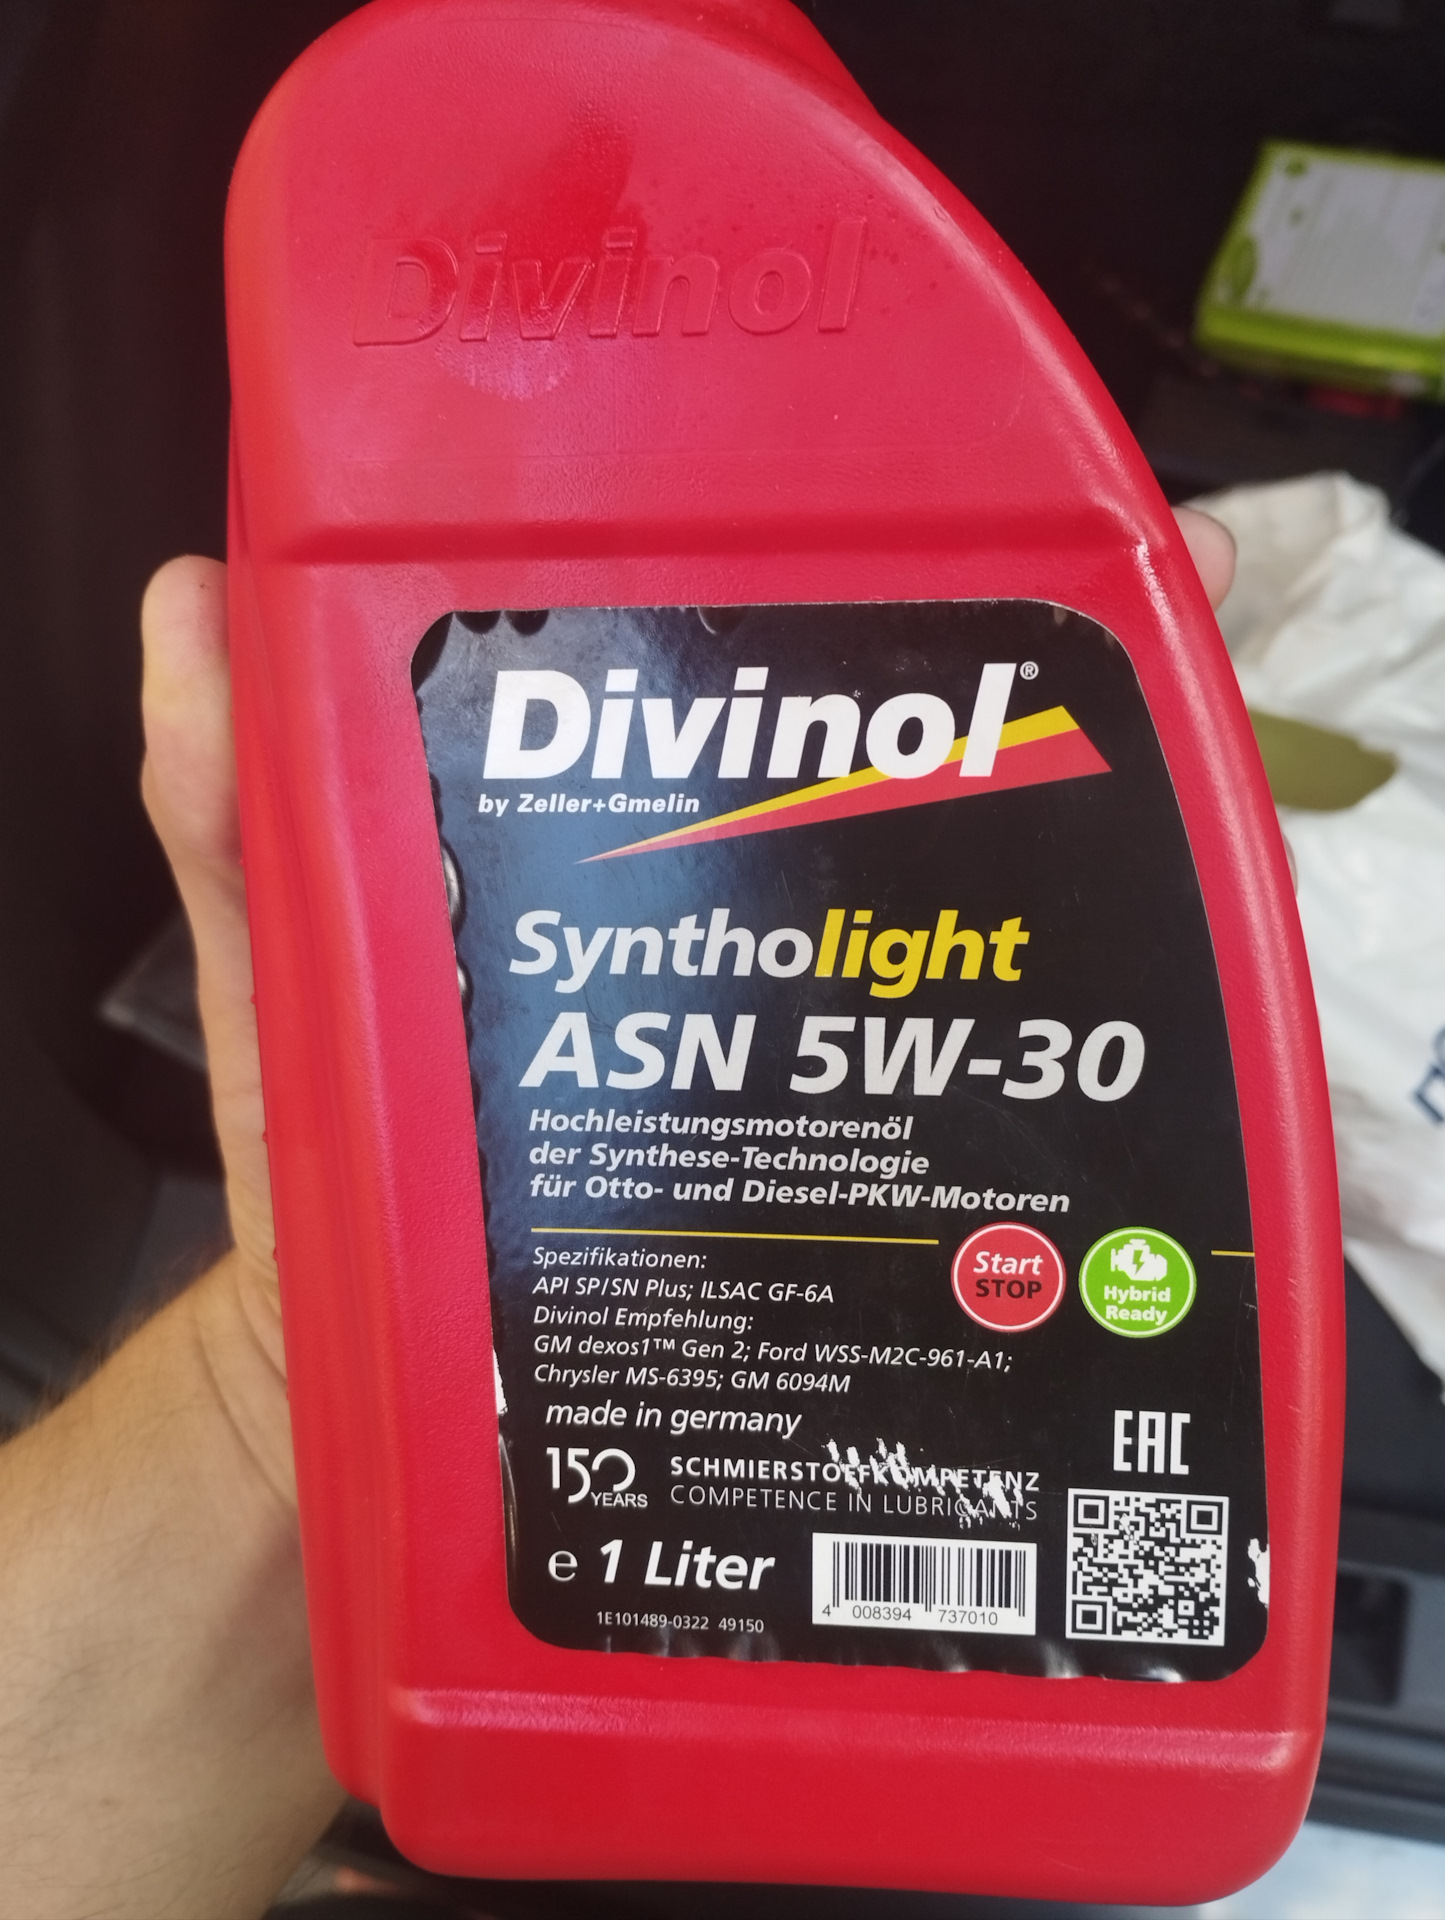 Divinol
Divinol®
by Zeller+Gmelin
Syntholight
ASN 5W-30
Hochleistungsmotorenöl
der Synthese-Technologie
für Otto- und Diesel-PKW-Motoren
Spezifikationen:
API SP/SN Plus; ILSAC GF-6A
Divinol Empfehlung:
GM dexos1™ Gen 2; Ford WSS-M2C-961-A1;
Chrysler MS-6395; GM 6094M
Start
STOP
Hybrid
Ready
made in germany
EAC
150
YEARS
SCHMIERSTOFFKOMPETENZ
COMPETENCE IN LUBRICANTS
e 1 Liter
4 008394 737010
1E101489-0322 49150